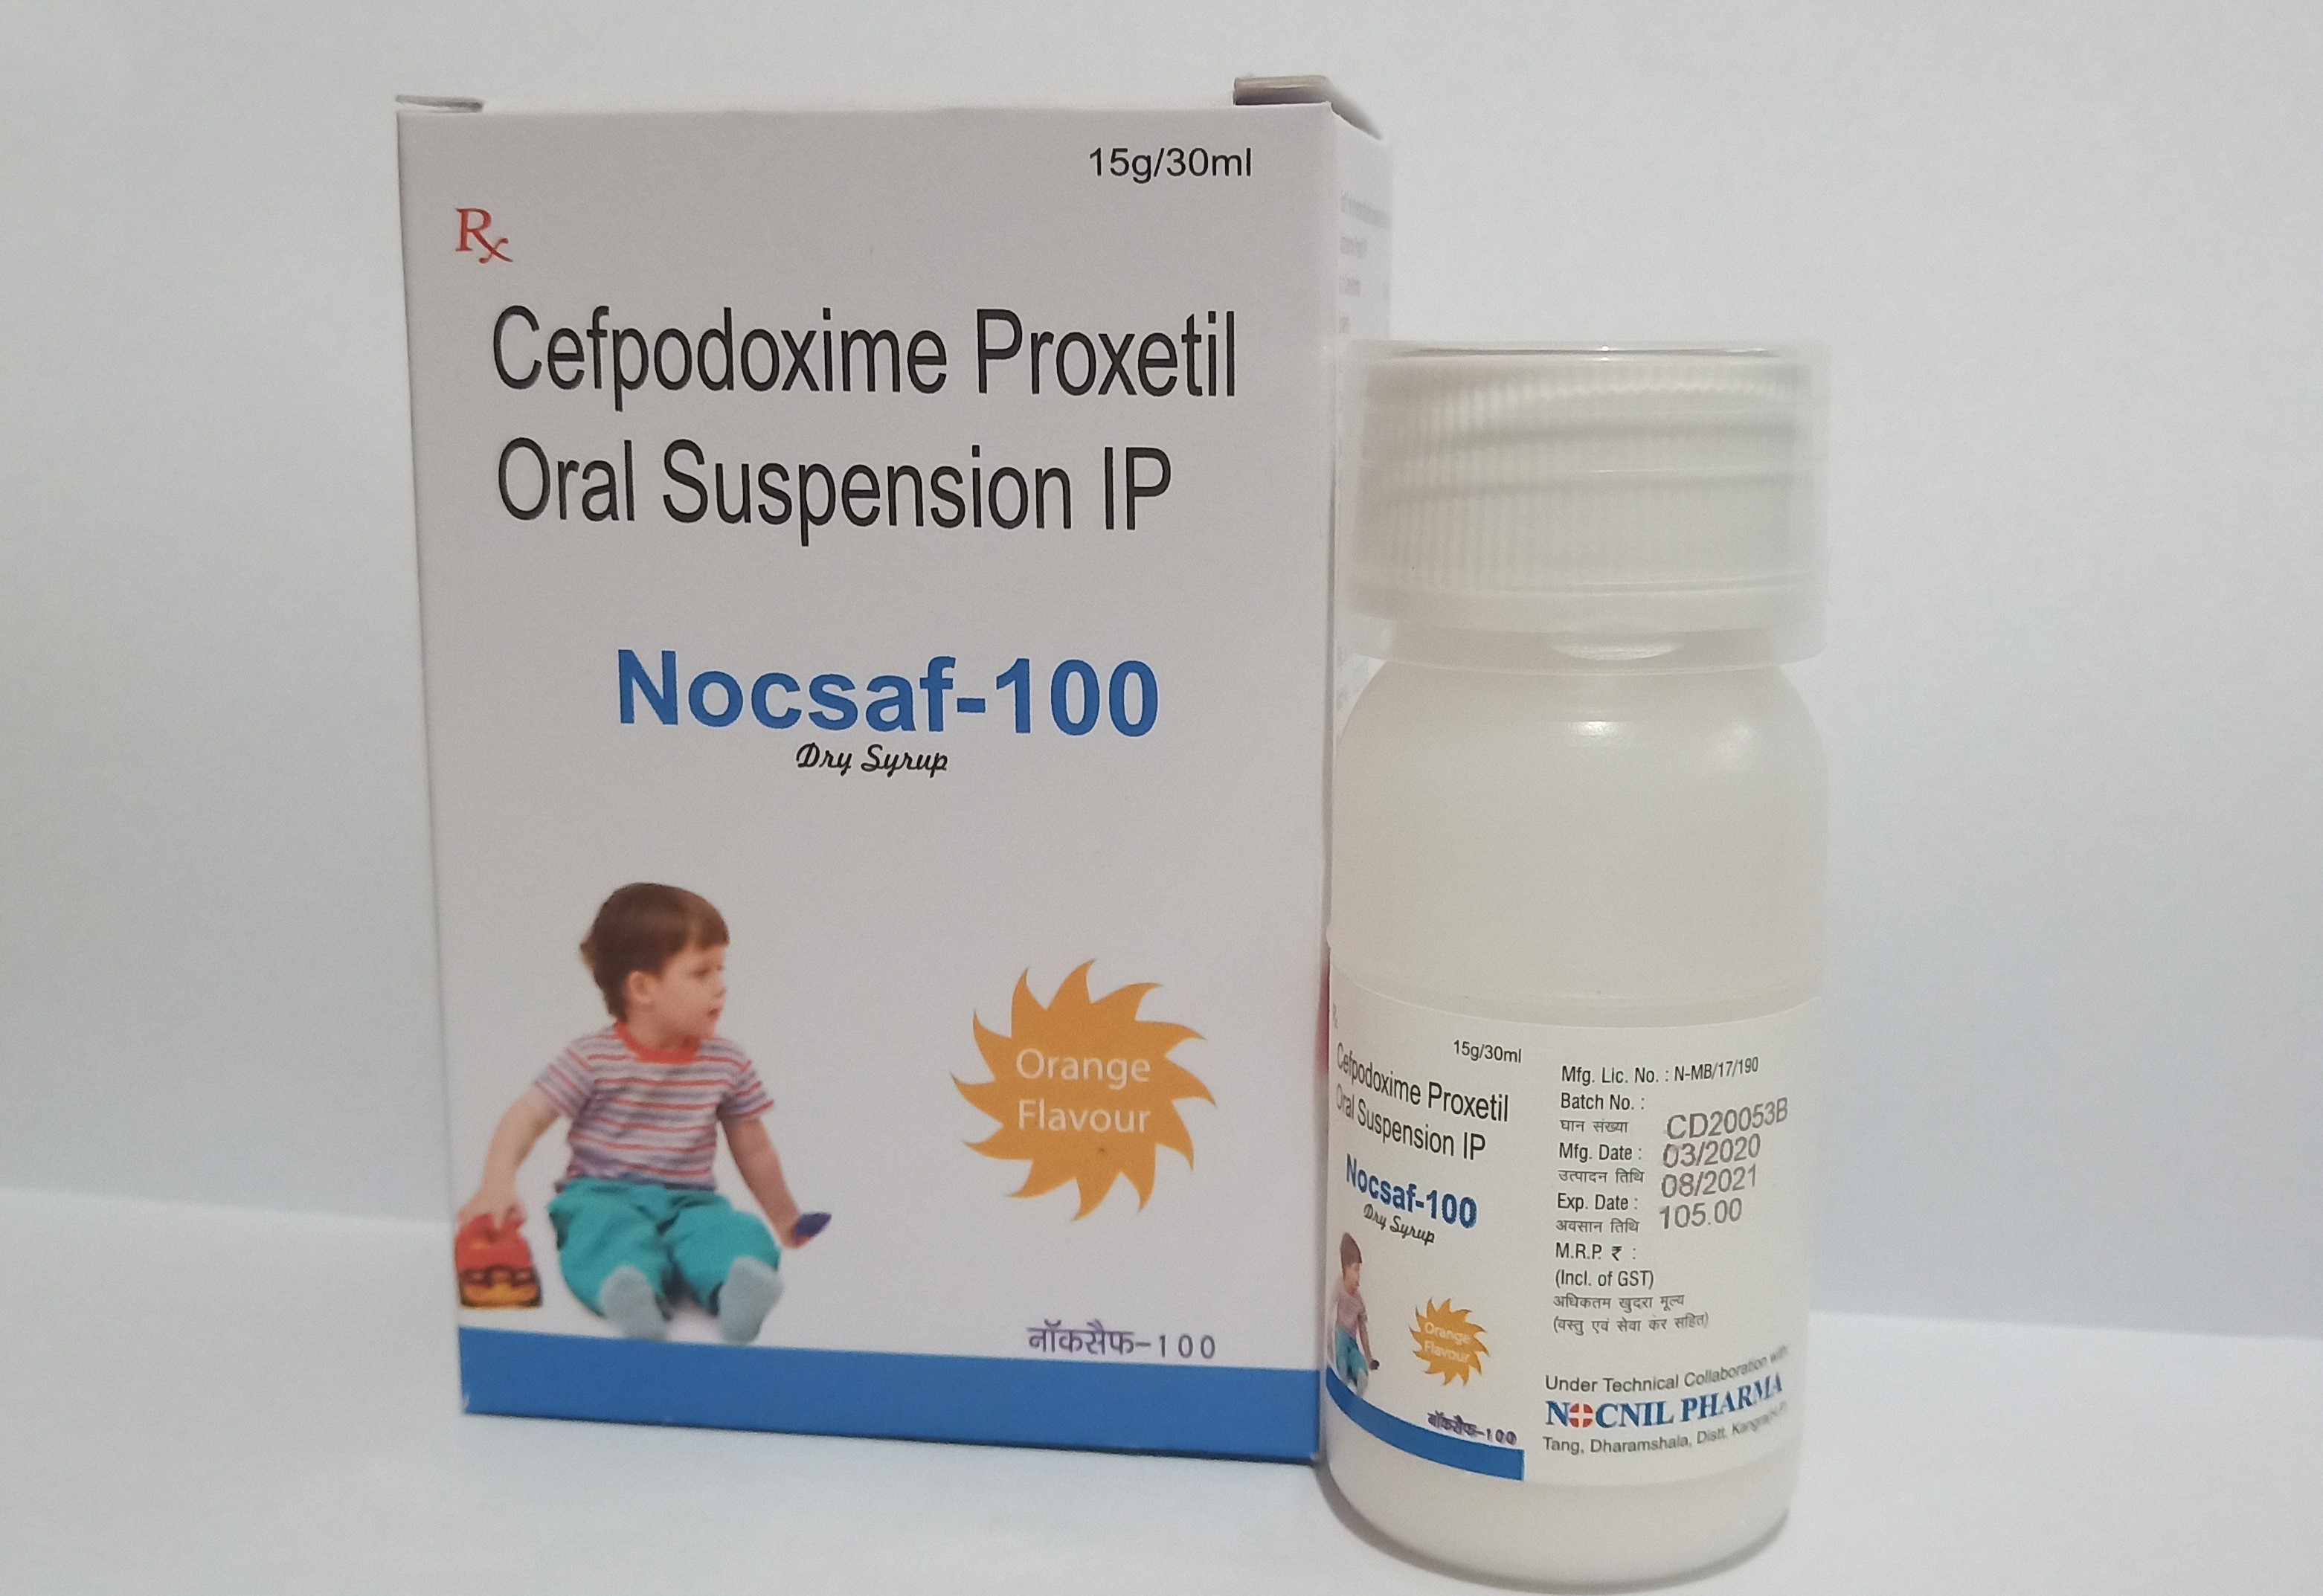 15g/30ml
Rx
Cefpodoxime Proxetil
Oral Suspension IP
Nocsaf-100
Dry Syrup
Orange
Flavour
नॉकसैफ-100
15g/30ml
Cefpodoxime Proxetil
Oral Suspension IP
Nocsaf-100
Dry Syrup
Orange
Flavour
नॉकसैफ-100
Mfg. Lic. No. : N-MB/17/190
Batch No. :
घान संख्या CD20053B
Mfg. Date : 03/2020
उत्पादन तिथि 08/2021
Exp. Date : 105.00
अवसान तिथि
M.R.P. ₹ :
(Incl. of GST)
अधिकतम खुदरा मूल्य
(वस्तु एवं सेवा कर सहित)
Under Technical Collaboration with
NOCNIL PHARMA
Tang, Dharamshala, Distt. Kangra